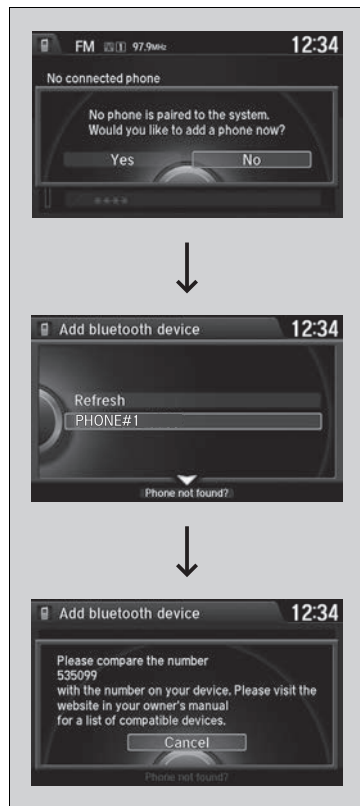 FM 97.9MHz 12:34
No connected phone
No phone is paired to the system.
Would you like to add a phone now?
Yes No
Add bluetooth device 12:34
Refresh
PHONE#1
Phone not found?
Add bluetooth device 12:34
Please compare the number
535099
with the number on your device. Please visit the
website in your owner's manual
for a list of compatible devices.
Cancel
Phone not found?